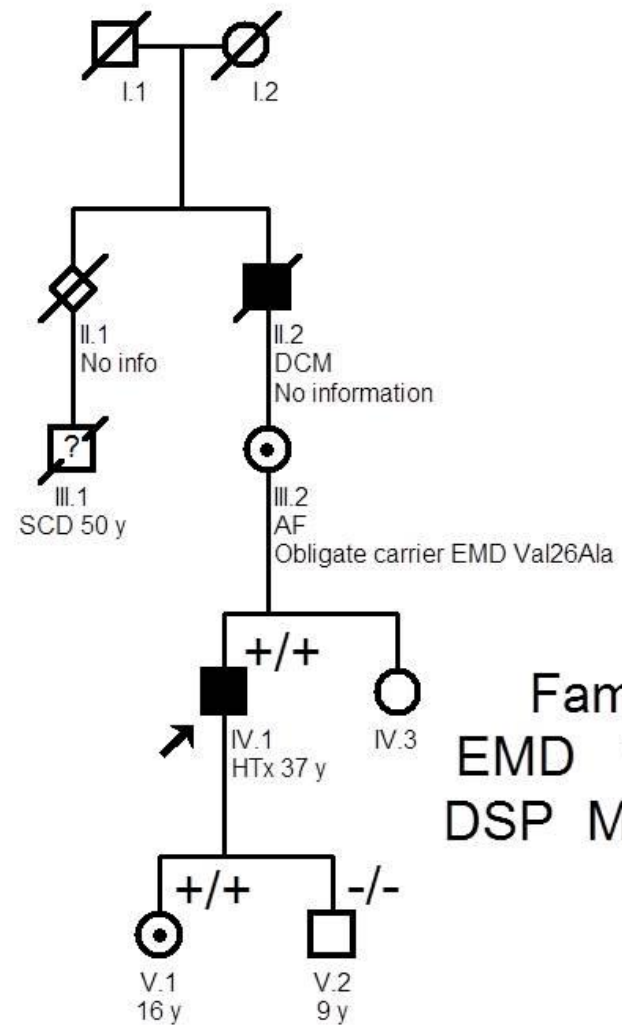 I.1
I.2
II.1
No info
II.2
DCM
No information
?
III.1
SCD 50 y
III.2
AF
Obligate carrier EMD Val26Ala
+/+
IV.1
HTx 37 y
IV.3
Fam
EMD
DSP M
+/+
-/-
V.1
16 y
V.2
9 y